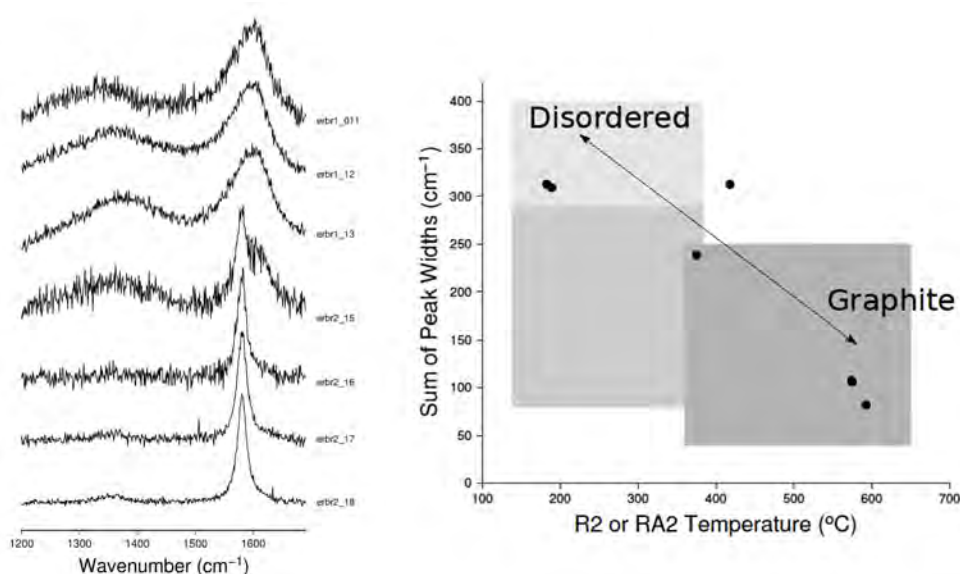 erbr1_011
erbr1_12
erbr1_13
erbr2_15
erbr2_16
erbr2_17
erbr2_18
1200 1300 1400 1500 1600
Wavenumber (cm⁻¹)
Sum of Peak Widths (cm⁻¹)
400
350
300
250
200
150
100
50
0
Disordered
Graphite
100 200 300 400 500 600 700
R2 or RA2 Temperature (ºC)